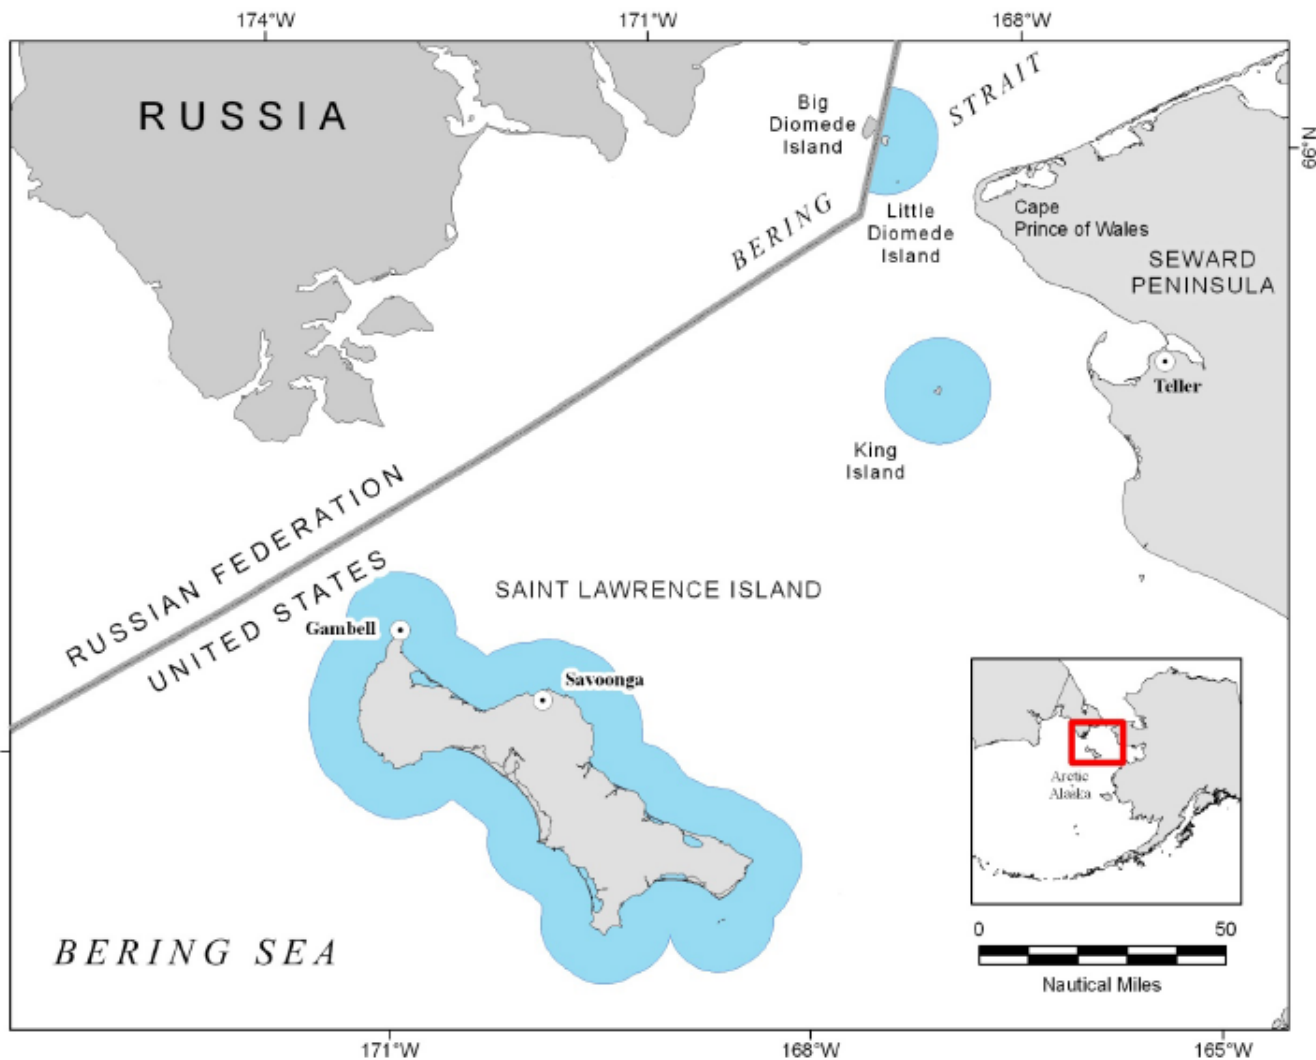 174°W
171°W
168°W
RUSSIA
Big
Diomede
Island
STRAIT
66°N
BERING
Little
Diomede
Island
Cape
Prince of Wales
SEWARD
PENINSULA
Teller
King
Island
RUSSIAN FEDERATION
UNITED STATES
SAINT LAWRENCE ISLAND
Gambell
Savoonga
Arctic
Alaska
BERING SEA
0 50
Nautical Miles
171°W
168°W
165°W